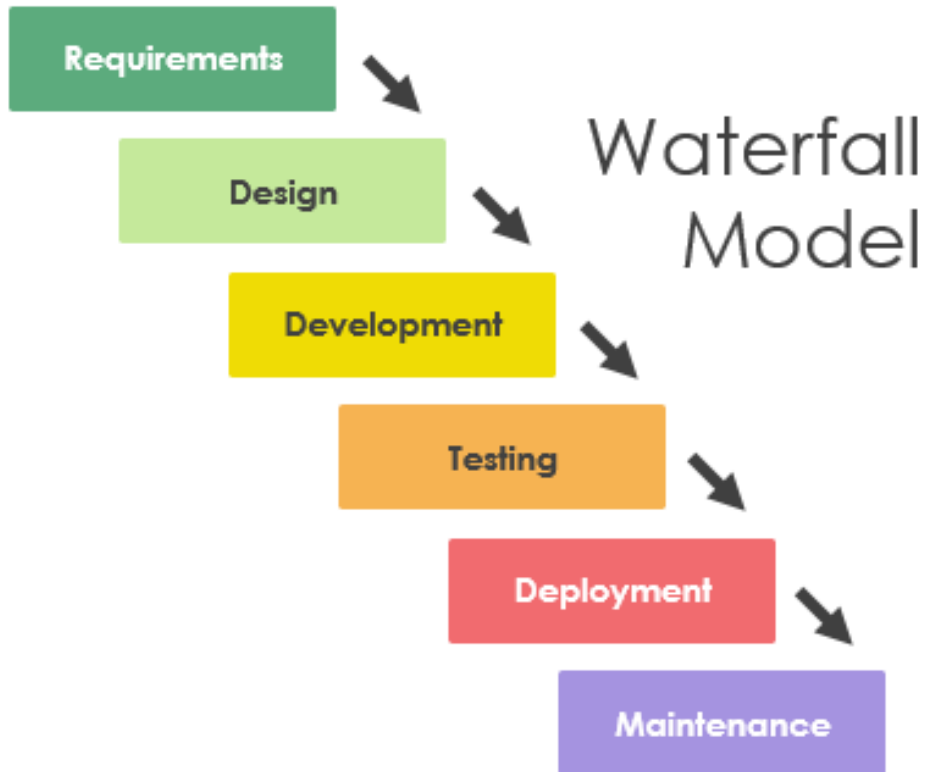 Requirements
Waterfall
Model
Design
Development
Testing
Deployment
Maintenance